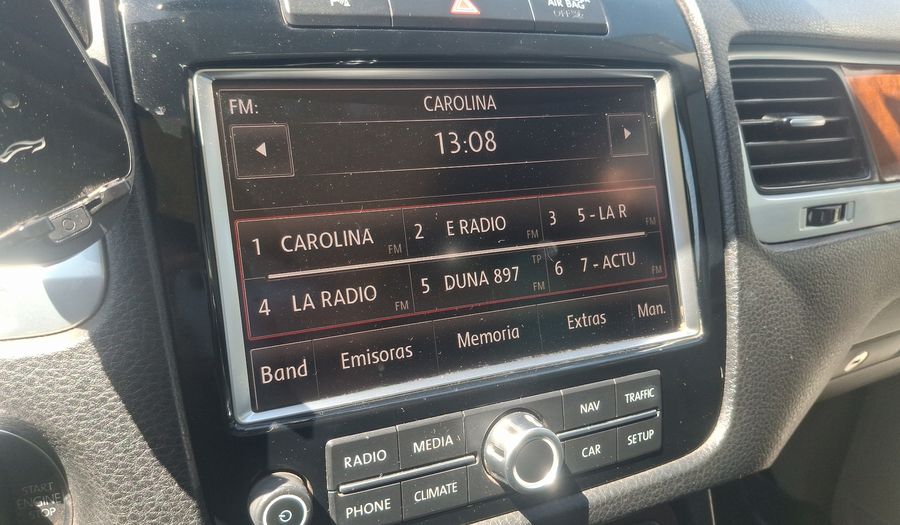 AIR BAG
OFF
FM:
CAROLINA
13:08
1 CAROLINA FM
2 E RADIO FM
3 5 - LA R FM
4 LA RADIO FM
5 DUNA 897 TP FM
6 7 - ACTU FM
Band
Emisoras
Memoria
Extras
Man.
RADIO
MEDIA
NAV
TRAFFIC
PHONE
CLIMATE
CAR
SETUP
START
ENGINE
STOP